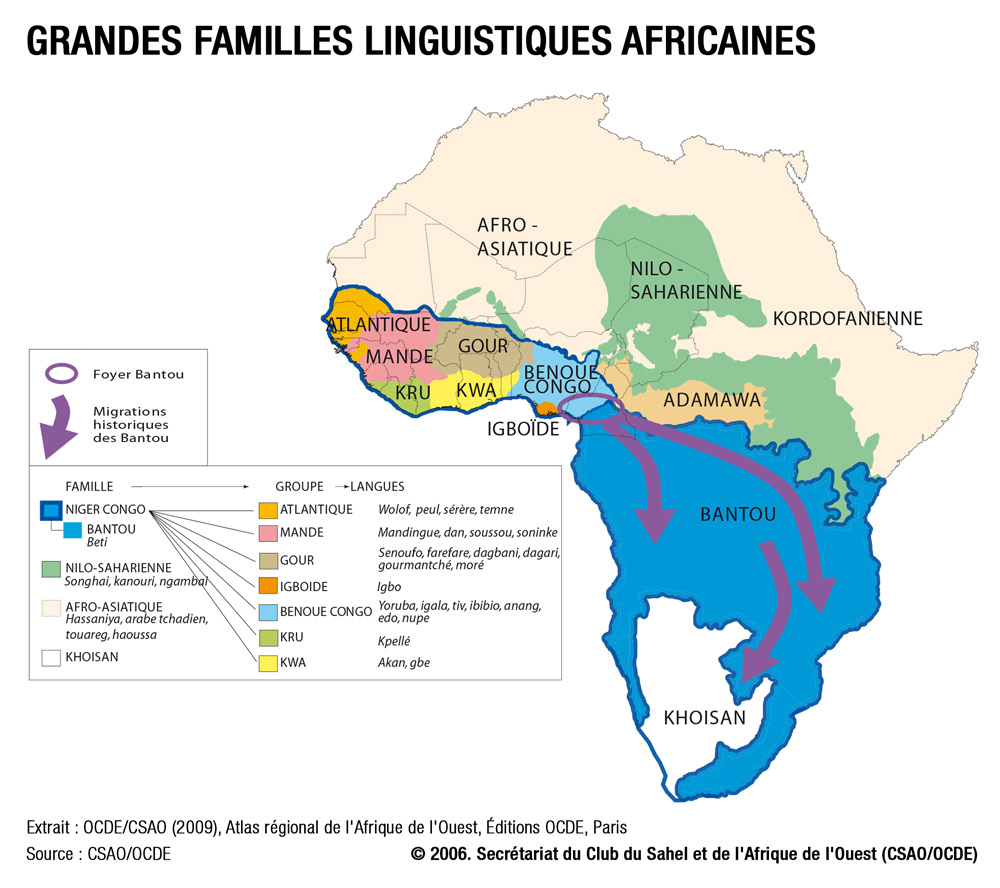 GRANDES FAMILLES LINGUISTIQUES AFRICAINES
AFRO -
ASIATIQUE
NILO -
SAHARIENNE
KORDOFANIENNE
ATLANTIQUE
MANDE
GOUR
KRU
KWA
BENOUE
CONGO
IGBOÏDE
ADAMAWA
BANTOU
KHOISAN
Foyer Bantou
Migrations
historiques
des Bantou
FAMILLE
GROUPE
LANGUES
NIGER CONGO
BANTOU
Beti
NILO-SAHARIENNE
Songhai, kanouri, ngambai
AFRO-ASIATIQUE
Hassaniya, arabe tchadien,
touareg, haoussa
KHOISAN
ATLANTIQUE
Wolof, peul, sérère, temne
MANDE
Mandingue, dan, soussou, soninke
GOUR
Senoufo, farefare, dagbani, dagari,
gourmantché, moré
IGBOIDE
Igbo
BENOUE CONGO
Yoruba, igala, tiv, ibibio, anang,
edo, nupe
KRU
Kpellé
KWA
Akan, gbe
Extrait : OCDE/CSAO (2009), Atlas régional de l'Afrique de l'Ouest, Éditions OCDE, Paris
Source : CSAO/OCDE
© 2006. Secrétariat du Club du Sahel et de l'Afrique de l'Ouest (CSAO/OCDE)